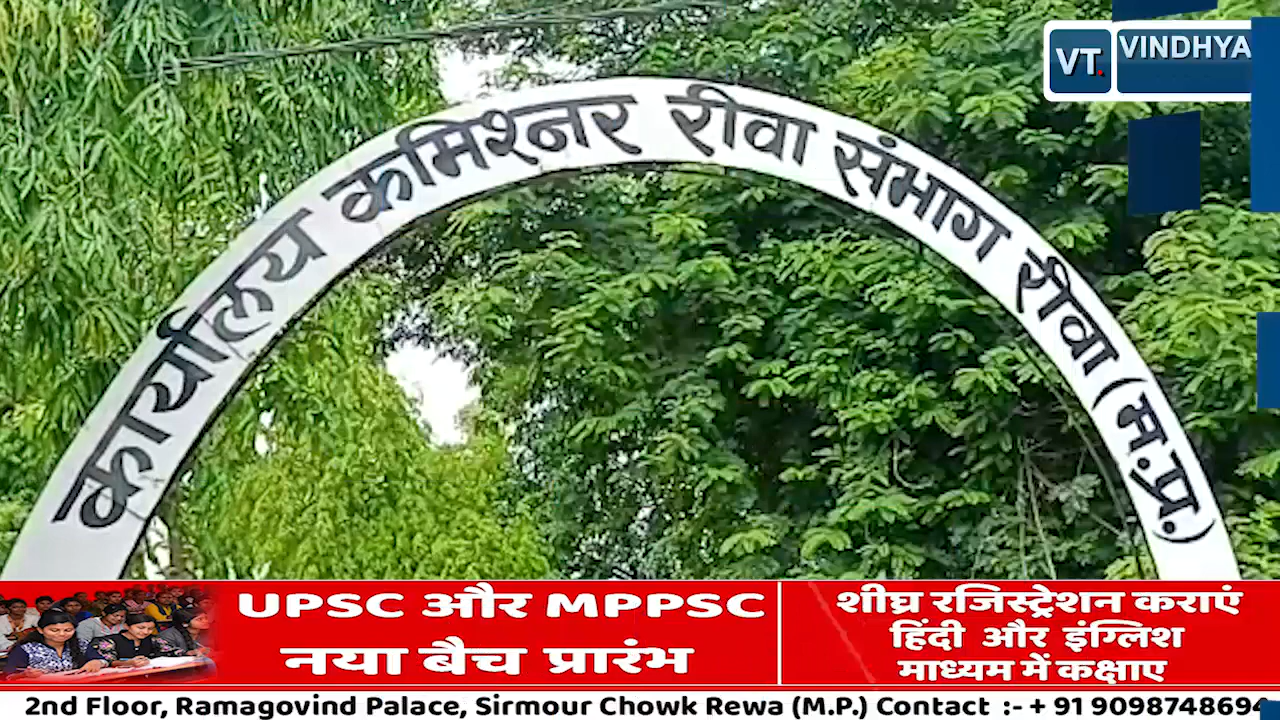 VT. VINDHYA
कार्यालय कमिश्नर रीवा संभाग रीवा (म.प्र.)
UPSC और MPPSC
नया बैच प्रारंभ
शीघ्र रजिस्ट्रेशन कराएं
हिंदी और इंग्लिश
माध्यम में कक्षाए
2nd Floor, Ramagovind Palace, Sirmour Chowk Rewa (M.P.) Contact :- + 91 9098748694